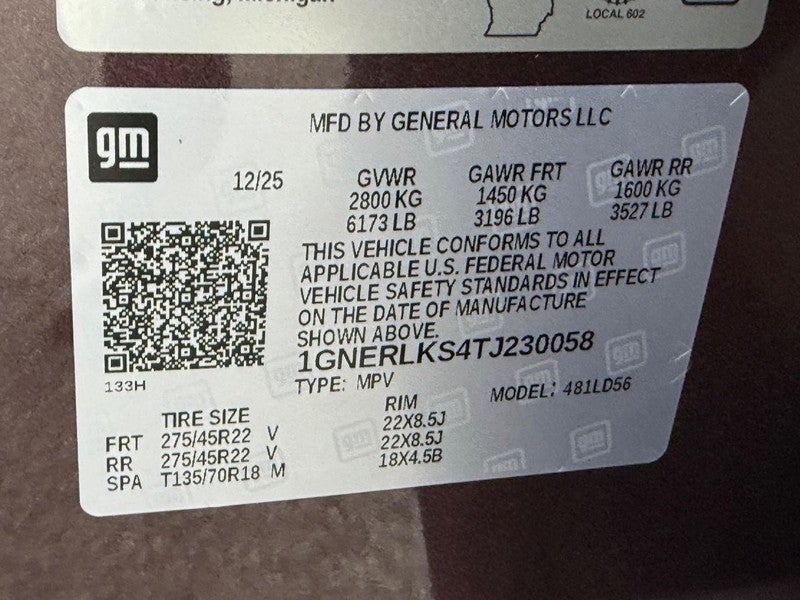 Michigan
LOCAL 602
gm
MFD BY GENERAL MOTORS LLC
12/25
GVWR GAWR FRT GAWR RR
2800 KG 1450 KG 1600 KG
6173 LB 3196 LB 3527 LB
THIS VEHICLE CONFORMS TO ALL
APPLICABLE U.S. FEDERAL MOTOR
VEHICLE SAFETY STANDARDS IN EFFECT
ON THE DATE OF MANUFACTURE
SHOWN ABOVE.
1GNERLKS4TJ230058
133H
TYPE: MPV MODEL: 481LD56
TIRE SIZE RIM
FRT 275/45R22 V 22X8.5J
RR 275/45R22 V 22X8.5J
SPA T135/70R18 M 18X4.5B